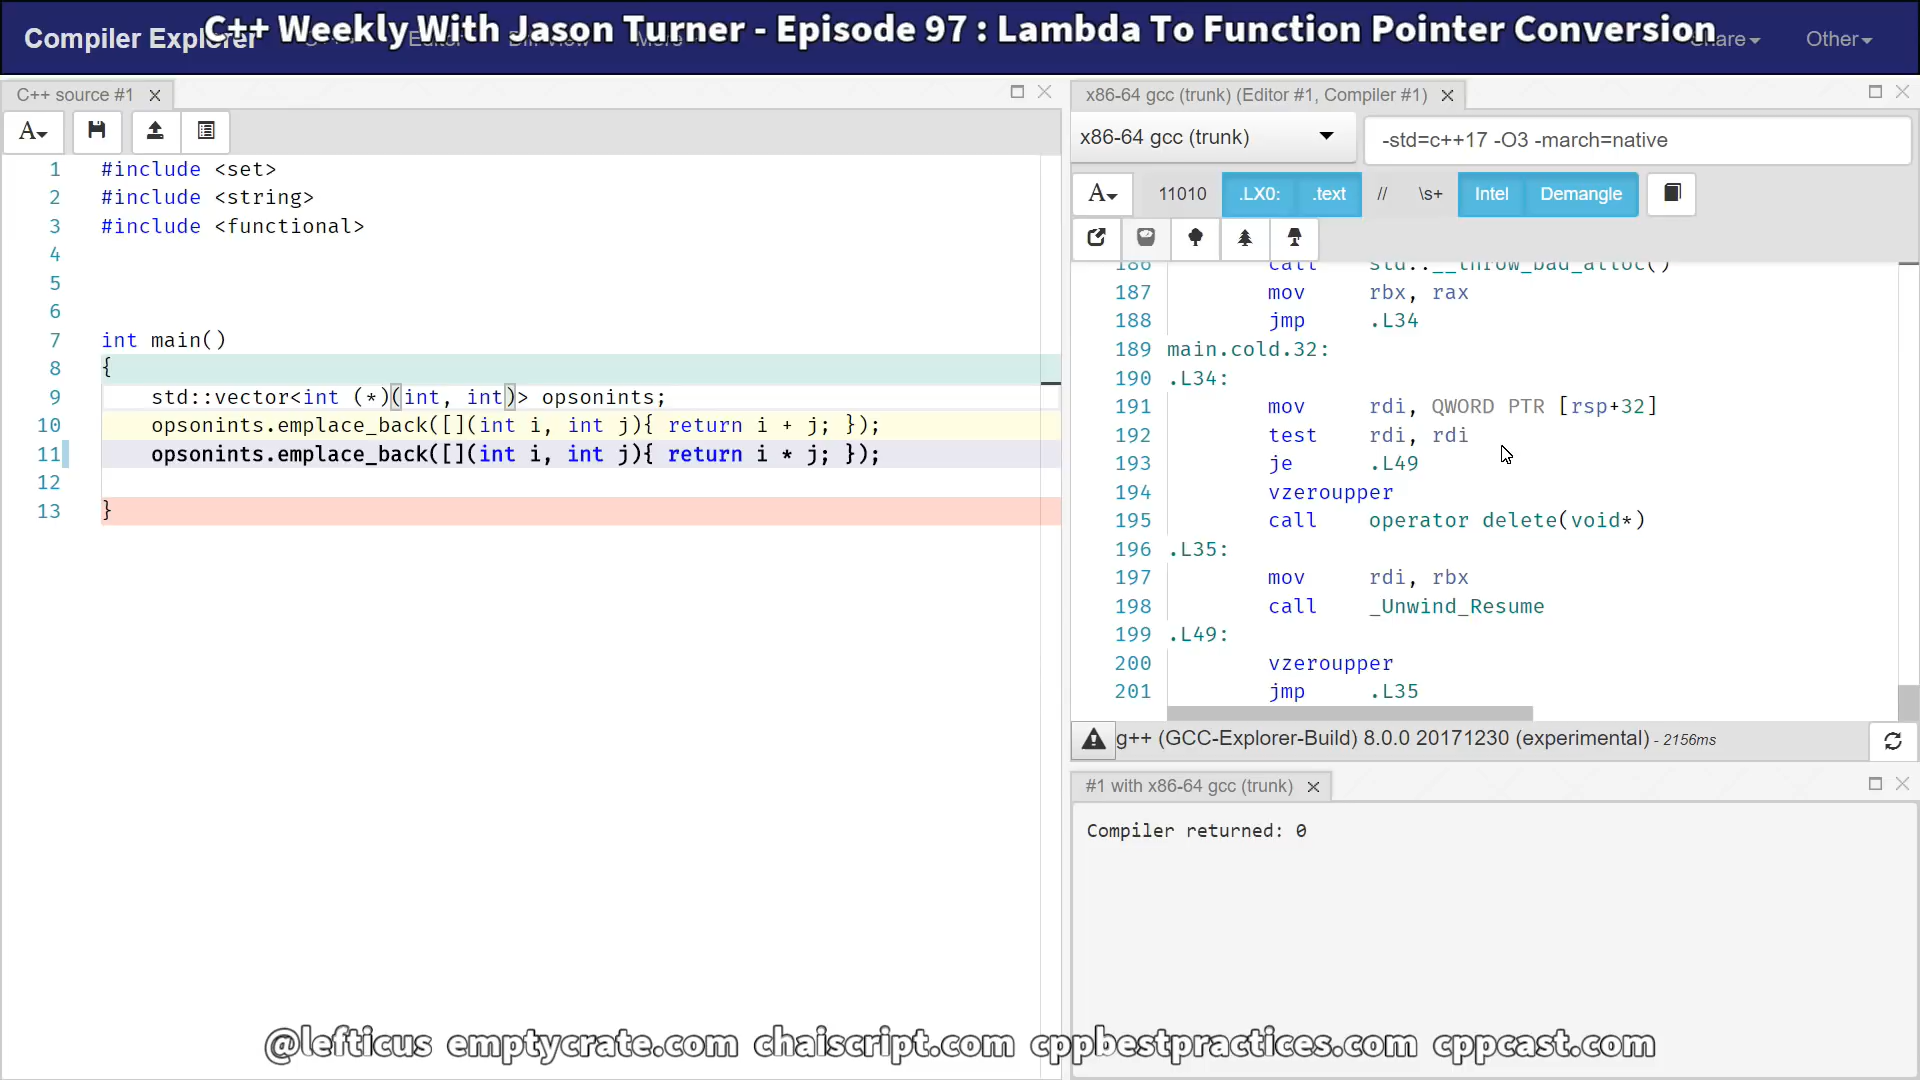 C++ Weekly With Jason Turner - Episode 97 : Lambda To Function Pointer Conversion
Compiler Explorer
Editor
More
Share
Other
C++ source #1
A
1 #include <set>
2 #include <string>
3 #include <functional>
4
5
6
7 int main()
8 {
9 std::vector<int (*)(int, int)> opsonints;
10 opsonints.emplace_back([](int i, int j){ return i + j; });
11 opsonints.emplace_back([](int i, int j){ return i * j; });
12
13 }
x86-64 gcc (trunk) (Editor #1, Compiler #1)
x86-64 gcc (trunk)
-std=c++17 -O3 -march=native
A 11010 .LX0: .text // \s+ Intel Demangle
186 call std::__throw_bad_alloc()
187 mov rbx, rax
188 jmp .L34
189 main.cold.32:
190 .L34:
191 mov rdi, QWORD PTR [rsp+32]
192 test rdi, rdi
193 je .L49
194 vzeroupper
195 call operator delete(void*)
196 .L35:
197 mov rdi, rbx
198 call _Unwind_Resume
199 .L49:
200 vzeroupper
201 jmp .L35
g++ (GCC-Explorer-Build) 8.0.0 20171230 (experimental) - 2156ms
#1 with x86-64 gcc (trunk)
Compiler returned: 0
@lefticus emptycrate.com chaiscript.com cppbestpractices.com cppcast.com